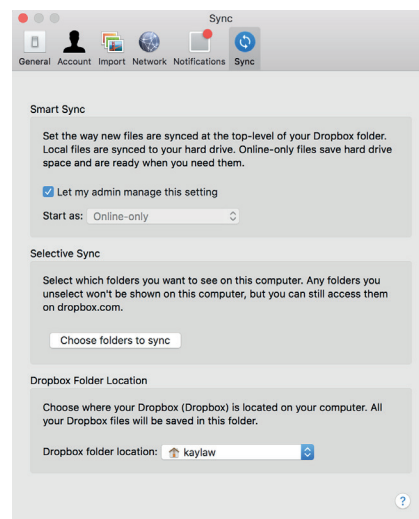 Sync
General Account Import Network Notifications Sync
Smart Sync
Set the way new files are synced at the top-level of your Dropbox folder.
Local files are synced to your hard drive. Online-only files save hard drive
space and are ready when you need them.
Let my admin manage this setting
Start as: Online-only
Selective Sync
Select which folders you want to see on this computer. Any folders you
unselect won't be shown on this computer, but you can still access them
on dropbox.com.
Choose folders to sync
Dropbox Folder Location
Choose where your Dropbox (Dropbox) is located on your computer. All
your Dropbox files will be saved in this folder.
Dropbox folder location: kaylaw
?